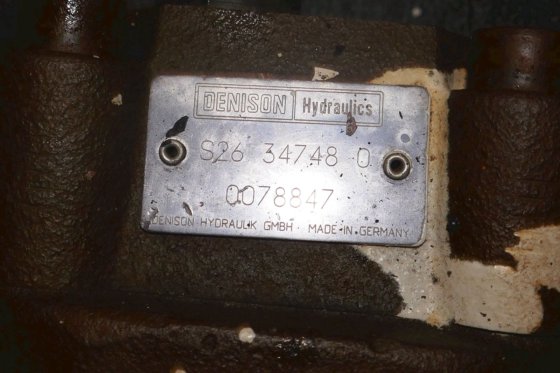 DENISON Hydraulics
S26 34748 0
0078847
DENISON HYDRAULIK GMBH MADE IN GERMANY